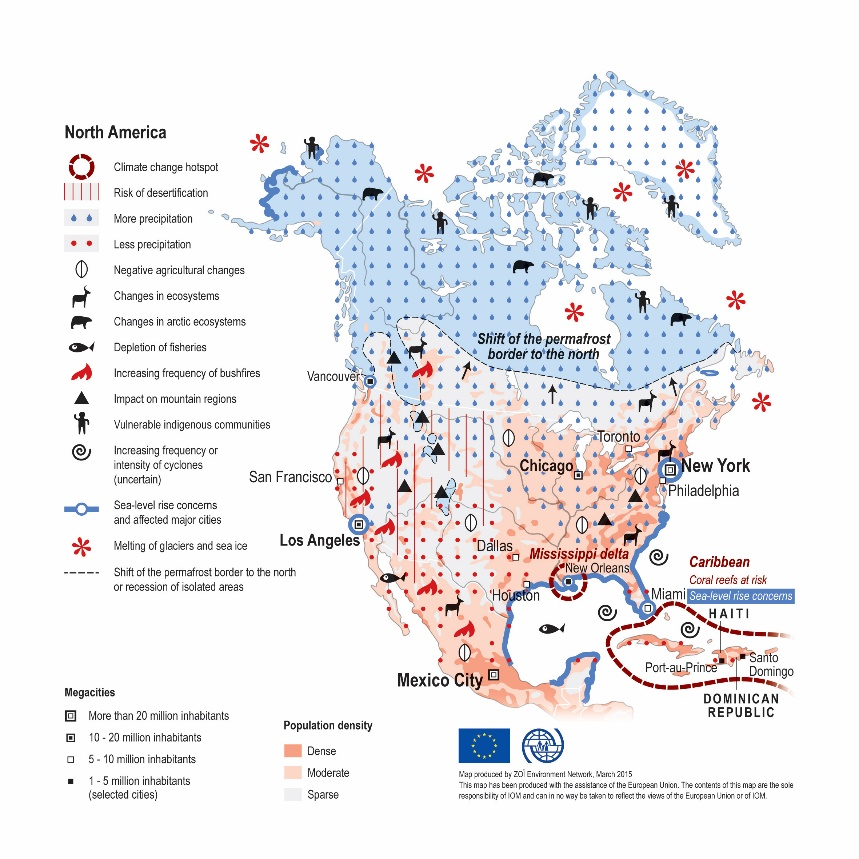 North America
Climate change hotspot
Risk of desertification
More precipitation
Less precipitation
Negative agricultural changes
Changes in ecosystems
Changes in arctic ecosystems
Depletion of fisheries
Increasing frequency of bushfires
Impact on mountain regions
Vulnerable indigenous communities
Increasing frequency or
intensity of cyclones
(uncertain)
Sea-level rise concerns
and affected major cities
Melting of glaciers and sea ice
Shift of the permafrost border to the north
or recession of isolated areas
Shift of the permafrost
border to the north
Vancouver
Toronto
Chicago
New York
San Francisco
Philadelphia
Los Angeles
Dallas
Mississippi delta
New Orleans
Caribbean
Coral reefs at risk
Houston
Miami
Sea-level rise concerns
HAITI
Port-au-Prince
Santo
Domingo
Mexico City
DOMINICAN
REPUBLIC
Megacities
More than 20 million inhabitants
10 - 20 million inhabitants
5 - 10 million inhabitants
1 - 5 million inhabitants
(selected cities)
Population density
Dense
Moderate
Sparse
Map produced by ZOÏ Environment Network, March 2015
This map has been produced with the assistance of the European Union. The contents of this map are the sole
responsibility of IOM and can in no way be taken to reflect the views of the European Union or of IOM.